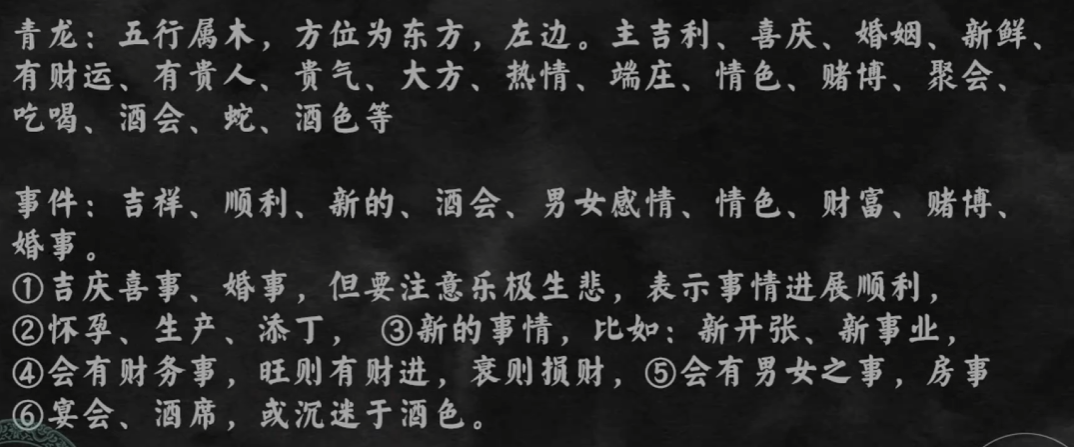 青龙：五行属木，方位为东方，左边。主吉利、喜庆、婚姻、新鲜、
有财运、有贵人、贵气、大方、热情、端庄、情色、赌博、聚会、
吃喝、酒会、蛇、酒色等
事件：吉祥、顺利、新的、酒会、男女感情、情色、财富、赌博、
婚事。
①吉庆喜事、婚事，但要注意乐极生悲，表示事情进展顺利，
②怀孕、生产、添丁， ③新的事情，比如：新开张、新事业，
④会有财务事，旺则有财进，衰则损财，⑤会有男女之事，房事
⑥宴会、酒席，或沉迷于酒色。